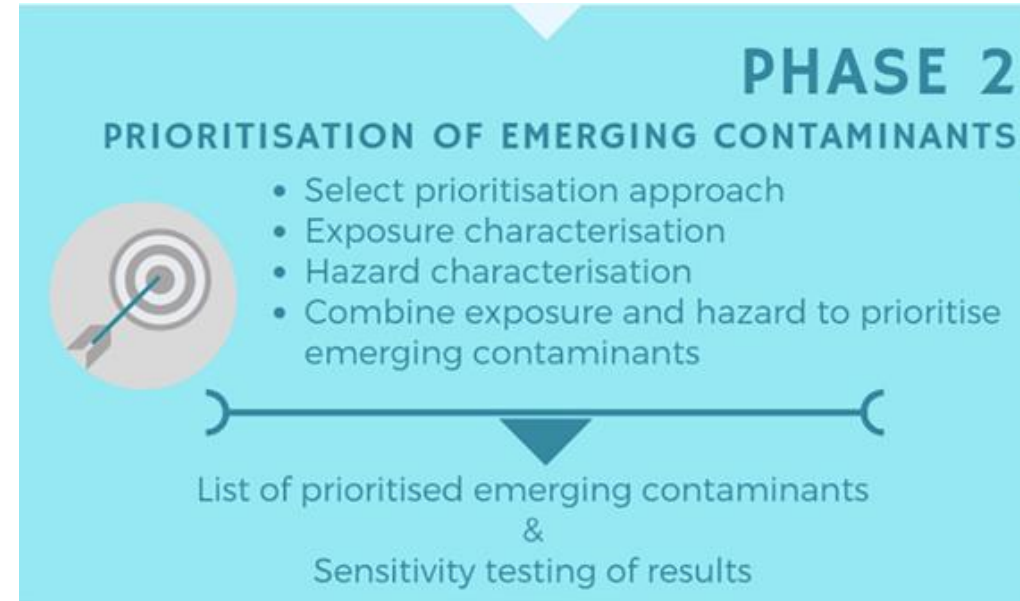 PHASE 2
PRIORITISATION OF EMERGING CONTAMINANTS
• Select prioritisation approach
• Exposure characterisation
• Hazard characterisation
• Combine exposure and hazard to prioritise
emerging contaminants
List of prioritised emerging contaminants
&
Sensitivity testing of results